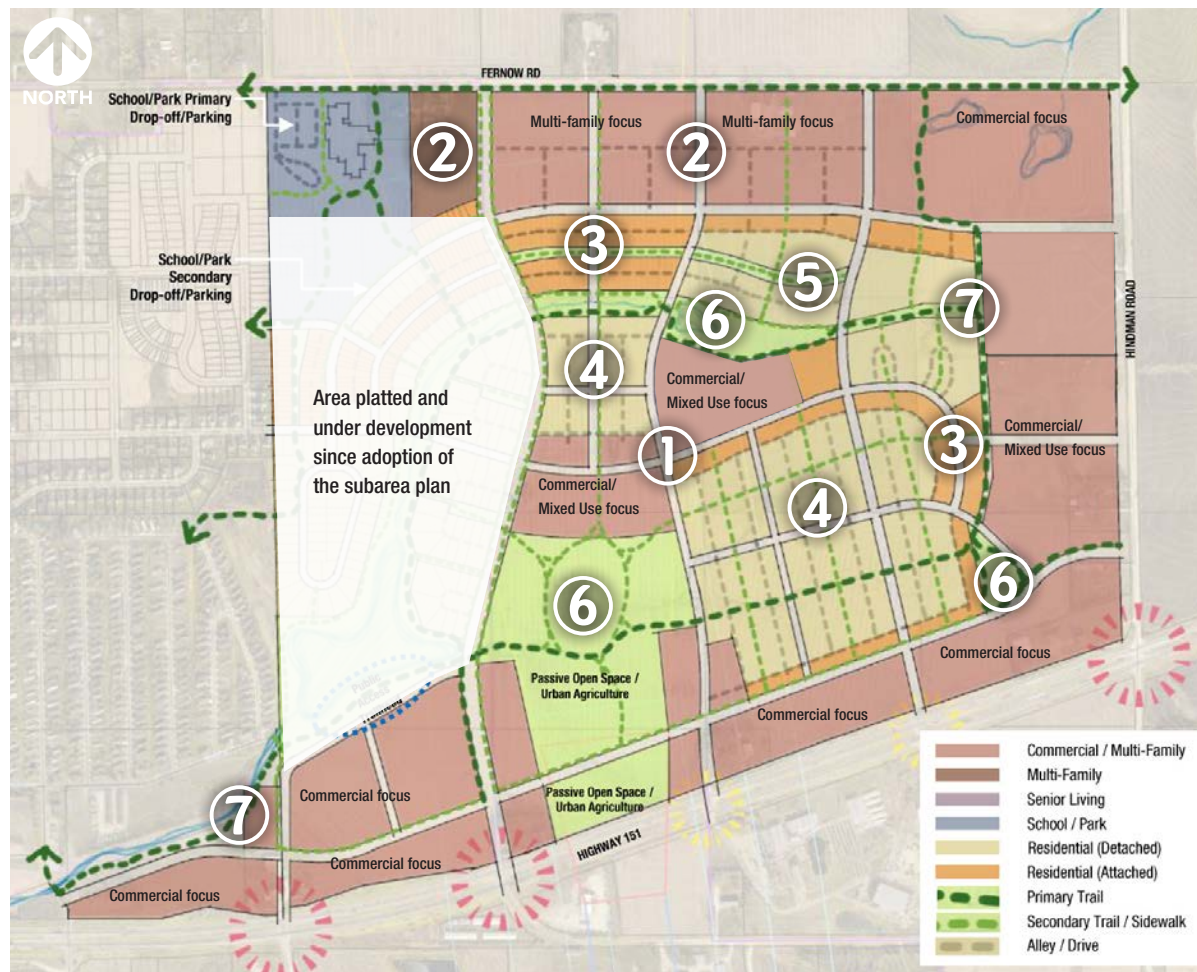 NORTH
FERNOW RD
School/Park Primary
Drop-off/Parking
2
Multi-family focus
2
Multi-family focus
Commercial focus
School/Park
Secondary
Drop-off/Parking
3
5
7
HINDMAN ROAD
6
4
Commercial/
Mixed Use focus
Area platted and
under development
since adoption of
the subarea plan
1
3
Commercial/
Mixed Use focus
Commercial/
Mixed Use focus
4
6
6
Commercial focus
Passive Open Space /
Urban Agriculture
Commercial focus
7
Commercial focus
Passive Open Space /
Urban Agriculture
HIGHWAY 151
Commercial focus
Commercial focus
Commercial / Multi-Family
Multi-Family
Senior Living
School / Park
Residential (Detached)
Residential (Attached)
Primary Trail
Secondary Trail / Sidewalk
Alley / Drive